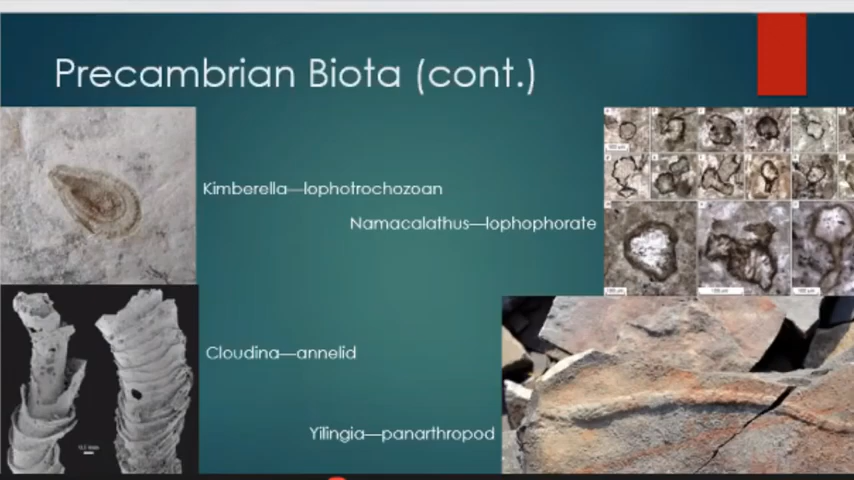 Precambrian Biota (cont.)
Kimberella—lophotrochozoan
Namacalathus—lophophorate
Cloudina—annelid
Yilingia—panarthropod